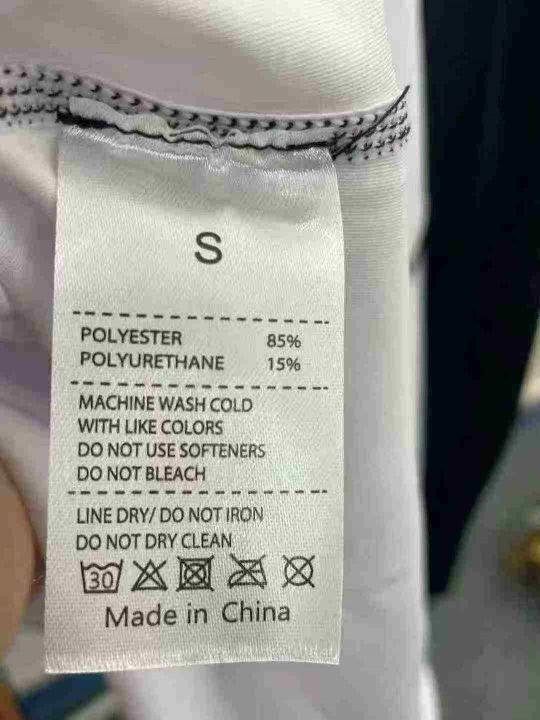 S
POLYESTER 85%
POLYURETHANE 15%
MACHINE WASH COLD
WITH LIKE COLORS
DO NOT USE SOFTENERS
DO NOT BLEACH
LINE DRY/ DO NOT IRON
DO NOT DRY CLEAN
30
Made in China